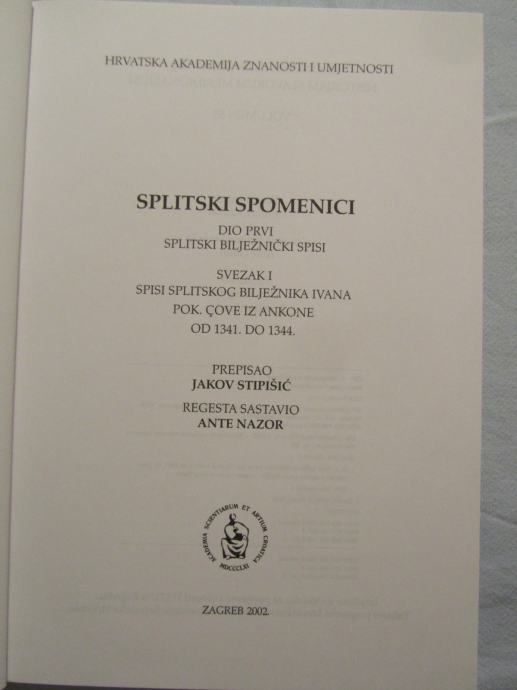 HRVATSKA AKADEMIJA ZNANOSTI I UMJETNOSTI
SPLITSKI SPOMENICI
DIO PRVI
SPLITSKI BILJEŽNIČKI SPISI
SVEZAK I
SPISI SPLITSKOG BILJEŽNIKA IVANA
POK. ÇOVE IZ ANKONE
OD 1341. DO 1344.
PREPISAO
JAKOV STIPIŠIĆ
REGESTA SASTAVIO
ANTE NAZOR
ACADEMIA SCIENTIARUM ET ARTIUM CROATICA
MDCCCLXI
ZAGREB 2002.